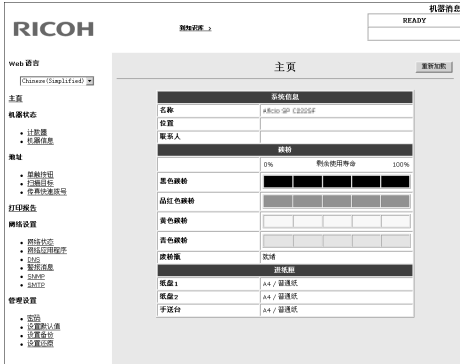 机器消息
READY
RICOH
到知识库 >
Web 语言
Chinese(Simplified)
主页
重新加载
主页
机器状态
计数器
机器信息
地址
单触按钮
扫描目标
传真快速拨号
打印报告
网络设置
网络状态
网络应用程序
DNS
警报消息
SNMP
SMTP
管理设置
密码
设置默认值
设置备份
设置还原
系统信息
名称
位置
联系人
碳粉
0% 剩余使用寿命 100%
黑色碳粉
品红色碳粉
黄色碳粉
青色碳粉
废粉瓶 就绪
进纸匣
纸盘1 A4 / 普通纸
纸盘2 A4 / 普通纸
手送台 A4 / 普通纸